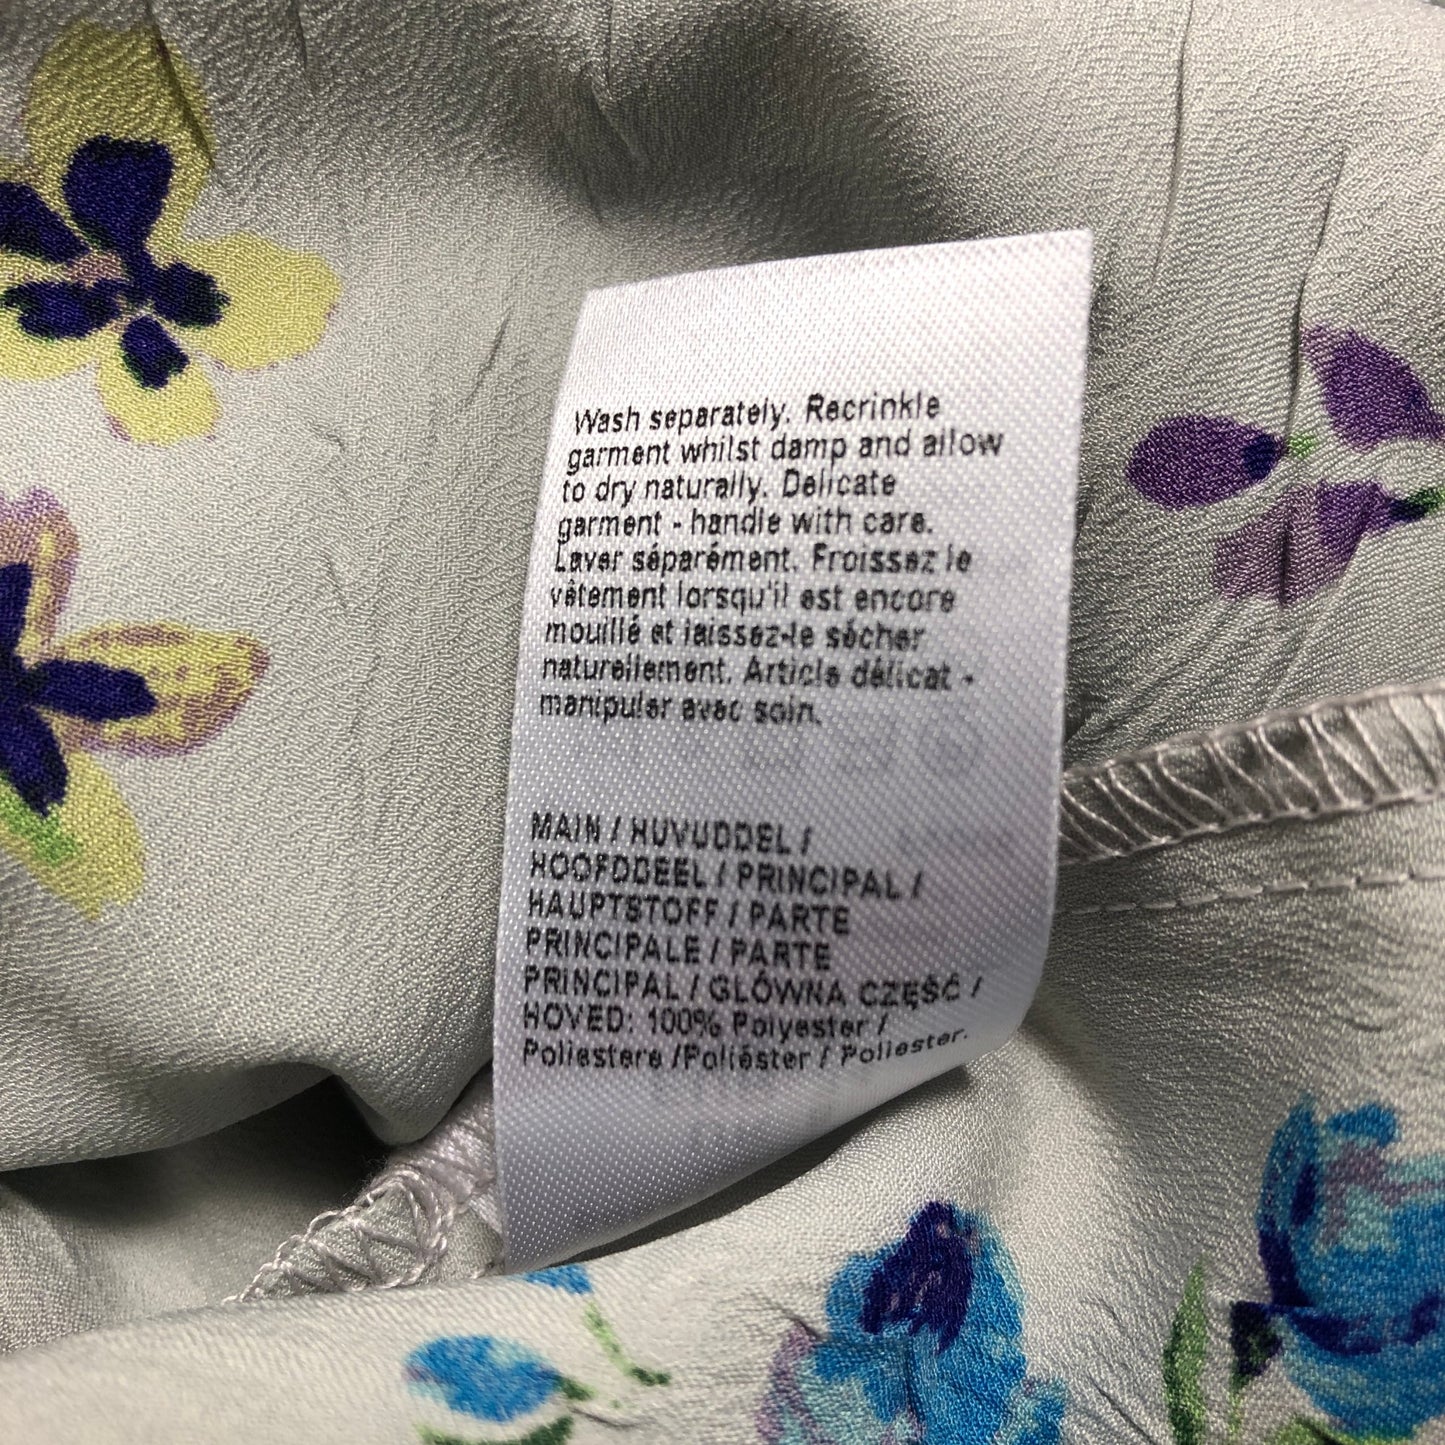 Wash separately. Recrinkle
garment whilst damp and allow
to dry naturally. Delicate
garment - handle with care.
Laver séparément. Froissez le
vêtement lorsqu'il est encore
mouillé et laissez-le sécher
naturellement. Article délicat -
manipuler avec soin.
MAIN / HUVUDDEL /
HOOFDDEEL / PRINCIPAL /
HAUPTSTOFF / PARTE
PRINCIPALE / PARTE
PRINCIPAL / GLÓWNA CZĘŚĆ /
HOVED: 100% Polyester /
Poliestere /Poliéster / Poliester.